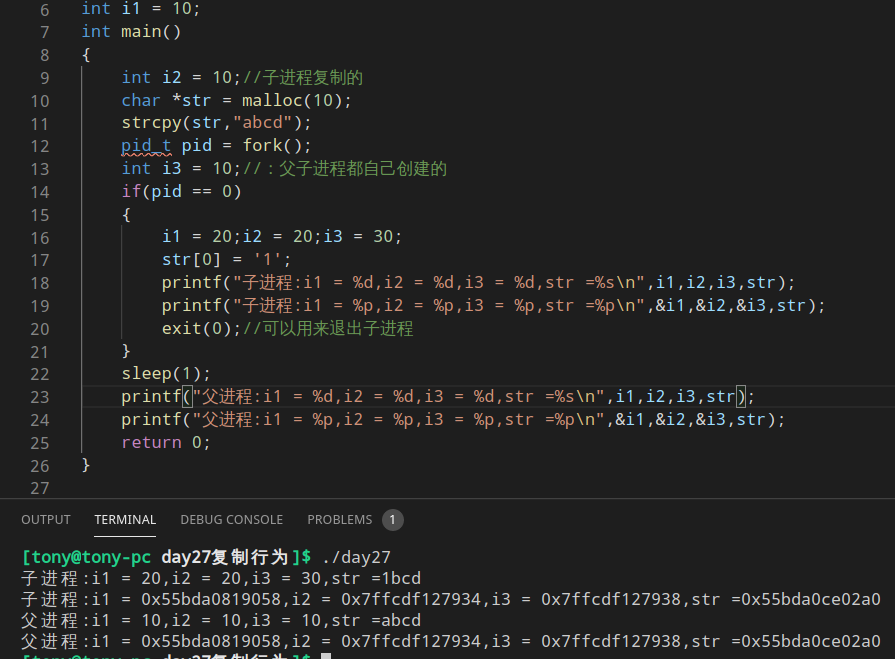 6 int i1 = 10;
7 int main()
8 {
9 int i2 = 10;//子进程复制的
10 char *str = malloc(10);
11 strcpy(str,"abcd");
12 pid_t pid = fork();
13 int i3 = 10;//：父子进程都自己创建的
14 if(pid == 0)
15 {
16 i1 = 20;i2 = 20;i3 = 30;
17 str[0] = '1';
18 printf("子进程:i1 = %d,i2 = %d,i3 = %d,str =%s\n",i1,i2,i3,str);
19 printf("子进程:i1 = %p,i2 = %p,i3 = %p,str =%p\n",&i1,&i2,&i3,str);
20 exit(0);//可以用来退出子进程
21 }
22 sleep(1);
23 printf("父进程:i1 = %d,i2 = %d,i3 = %d,str =%s\n",i1,i2,i3,str);
24 printf("父进程:i1 = %p,i2 = %p,i3 = %p,str =%p\n",&i1,&i2,&i3,str);
25 return 0;
26 }
27
OUTPUT TERMINAL DEBUG CONSOLE PROBLEMS 1
[tony@tony-pc day27复制行为]$ ./day27
子进程:i1 = 20,i2 = 20,i3 = 30,str =1bcd
子进程:i1 = 0x55bda0819058,i2 = 0x7ffcdf127934,i3 = 0x7ffcdf127938,str =0x55bda0ce02a0
父进程:i1 = 10,i2 = 10,i3 = 10,str =abcd
父进程:i1 = 0x55bda0819058,i2 = 0x7ffcdf127934,i3 = 0x7ffcdf127938,str =0x55bda0ce02a0
[tony@tony-pc day27复制行为]$